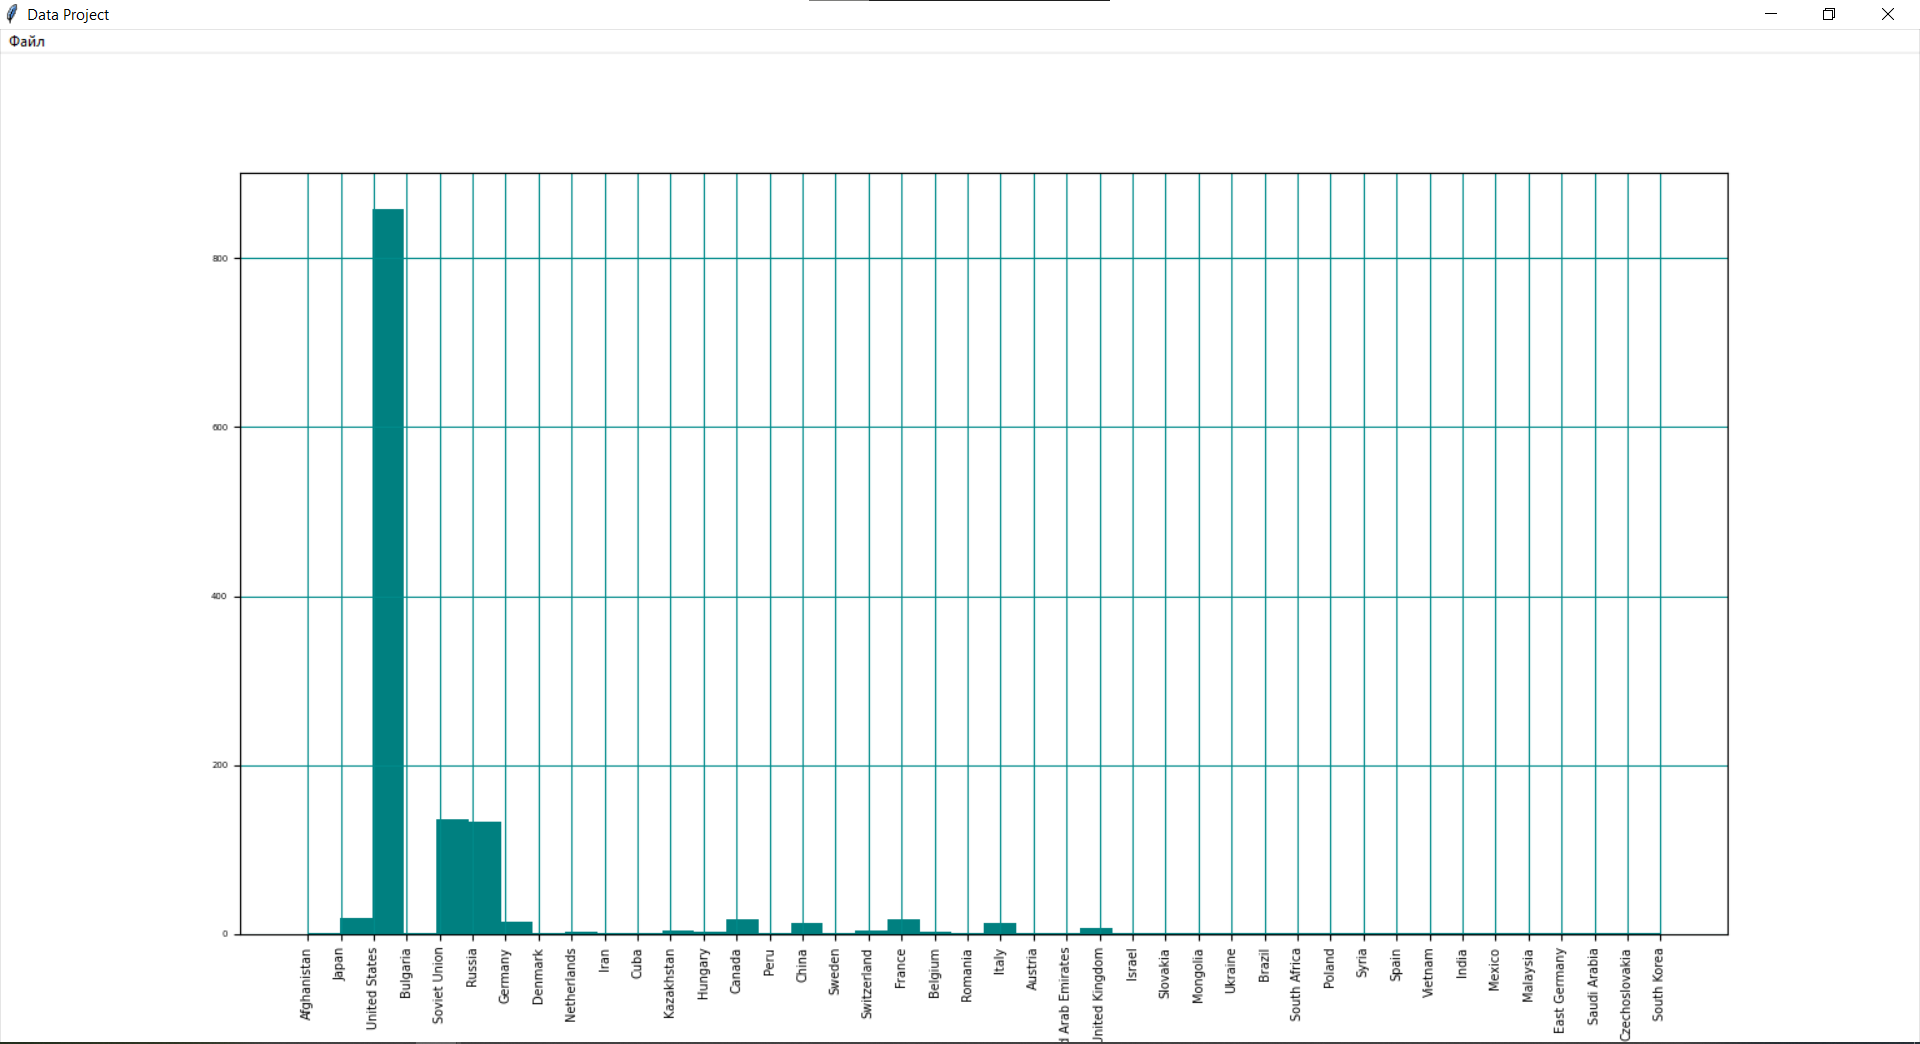 Data Project
Файл
800
600
400
200
0
Afghanistan
Japan
United States
Bulgaria
Soviet Union
Russia
Germany
Denmark
Netherlands
Iran
Cuba
Kazakhstan
Hungary
Canada
Peru
China
Sweden
Switzerland
France
Belgium
Romania
Italy
Austria
d Arab Emirates
United Kingdom
Israel
Slovakia
Mongolia
Ukraine
Brazil
South Africa
Poland
Syria
Spain
Vietnam
India
Mexico
Malaysia
East Germany
Saudi Arabia
Czechoslovakia
South Korea